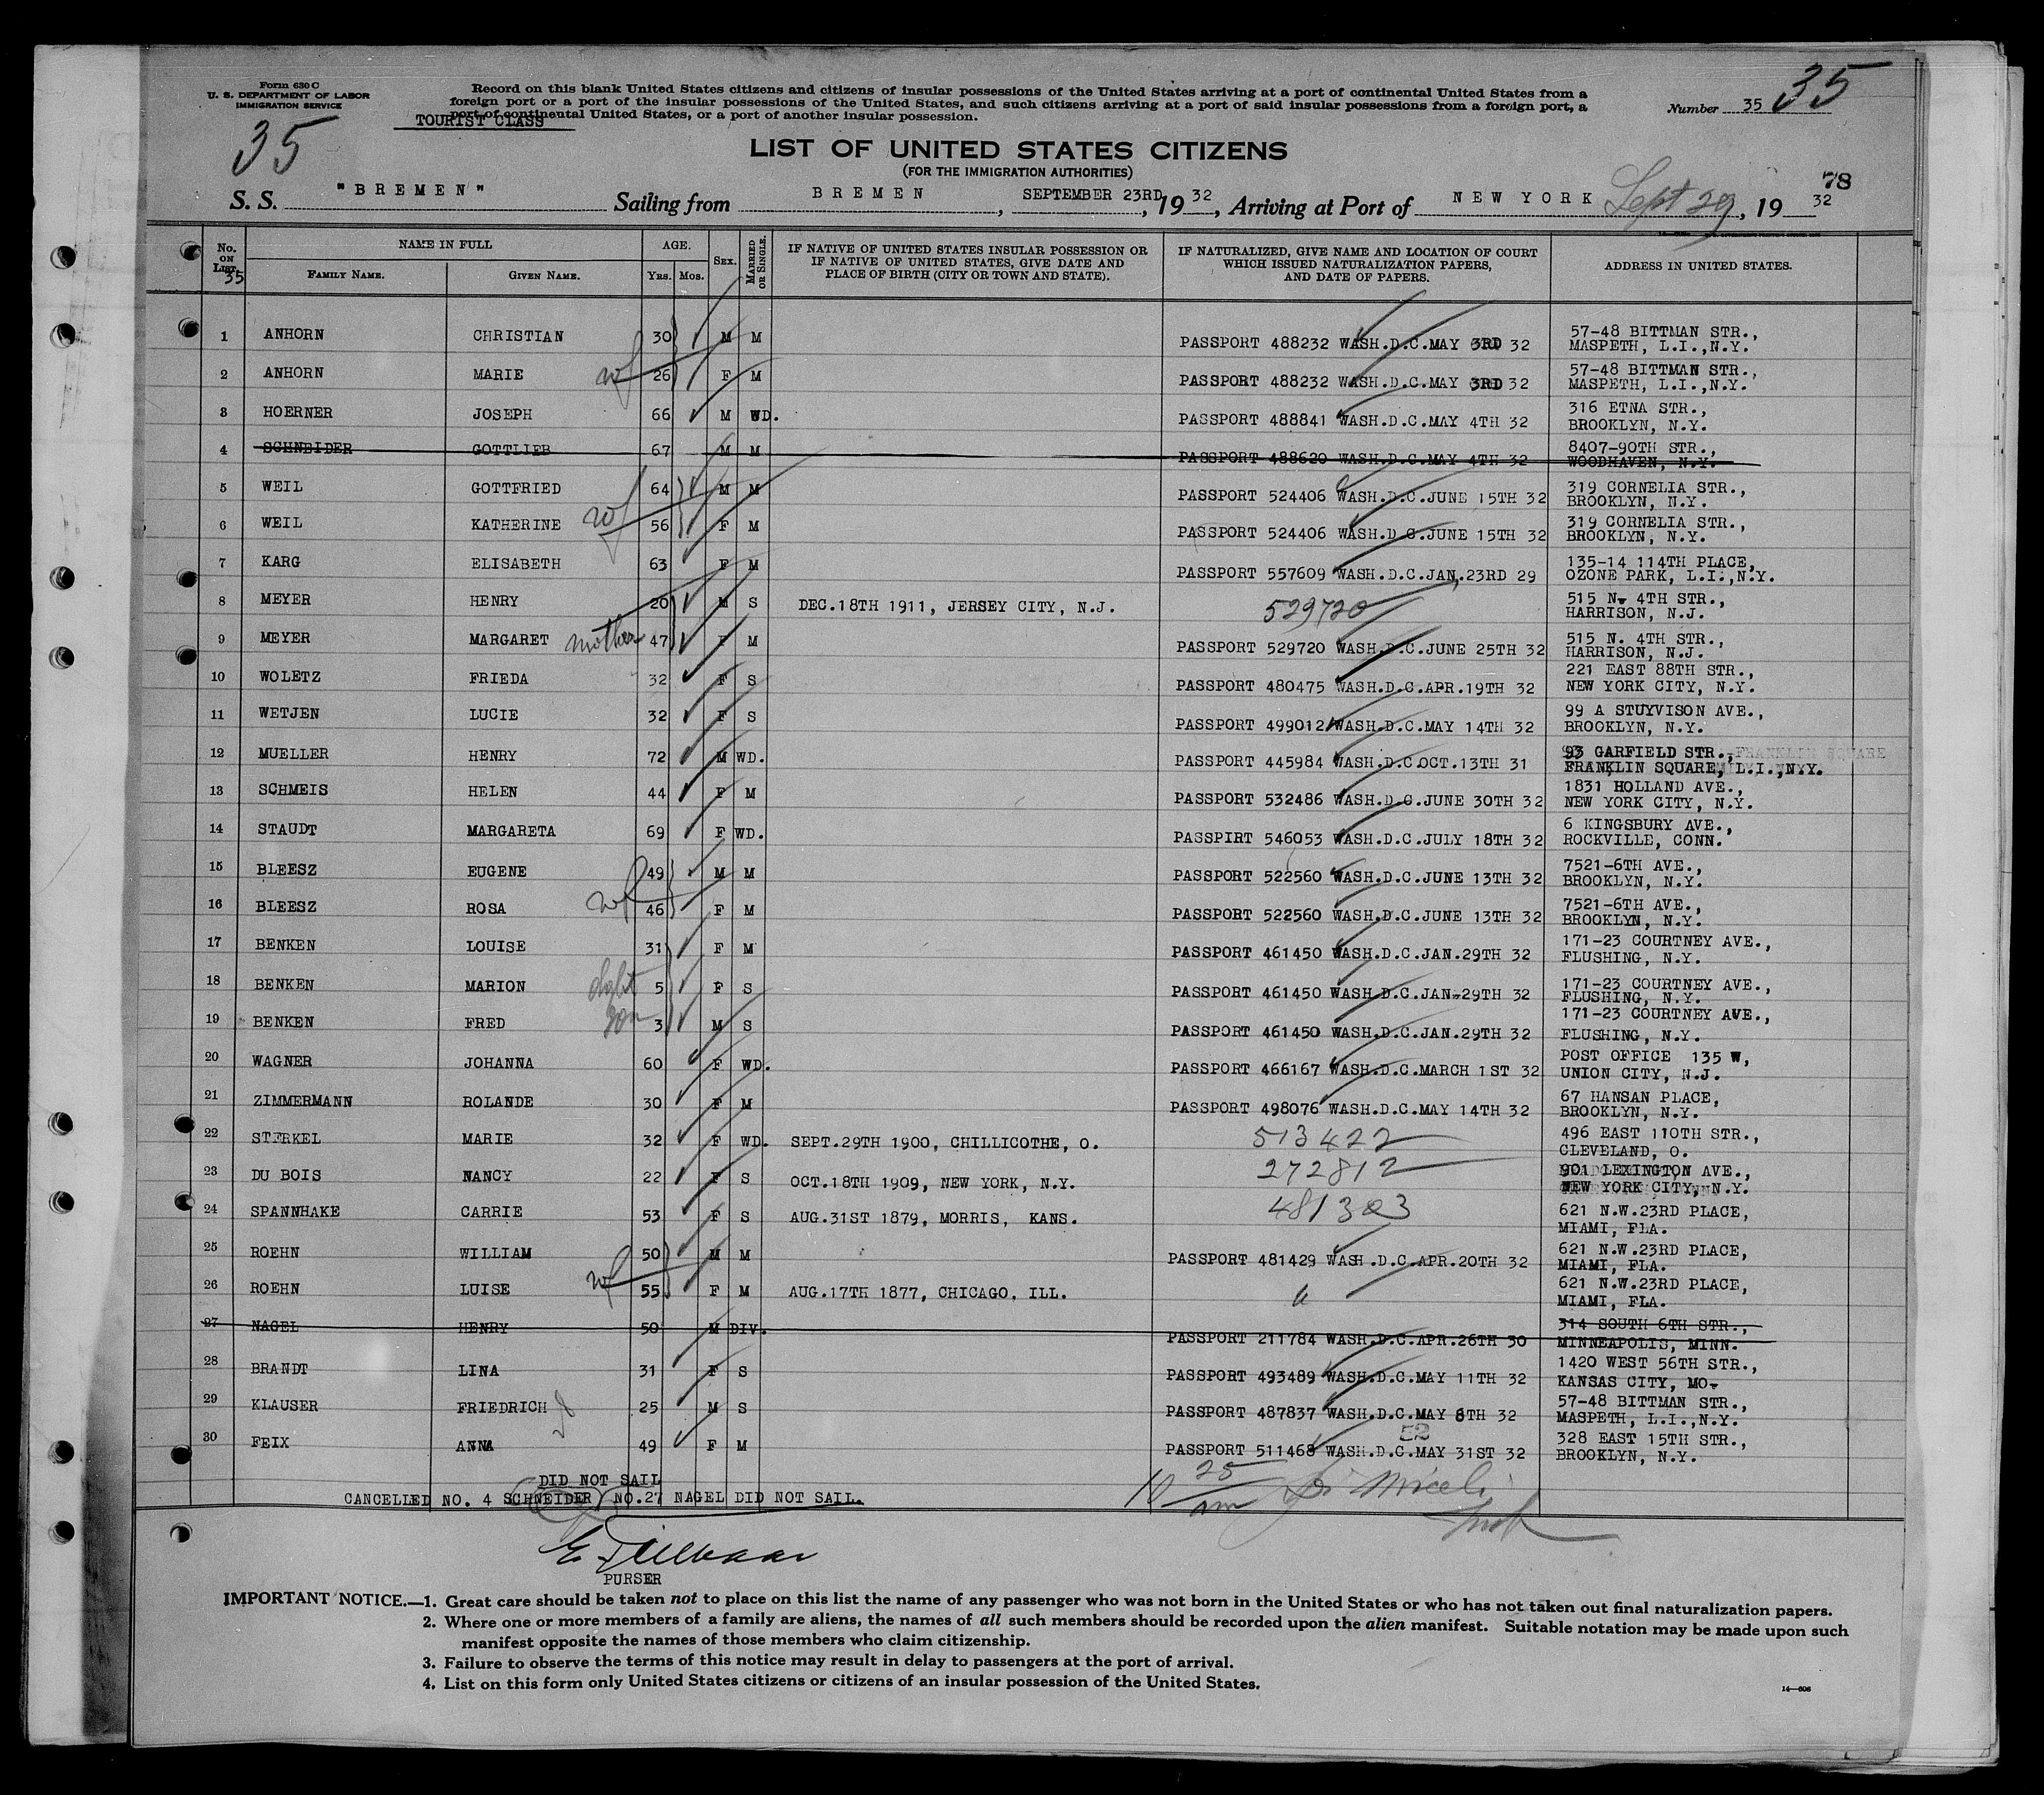 Form 630 C
U. S. DEPARTMENT OF LABOR
IMMIGRATION SERVICE
Record on this blank United States citizens and citizens of insular possessions of the United States arriving at a port of continental United States from a
foreign port or a port of the insular possessions of the United States, and such citizens arriving at a port of said insular possessions from a foreign port, a
port of continental United States, or a port of another insular possession.
TOURIST CLASS
Number 35 35
35
LIST OF UNITED STATES CITIZENS
(FOR THE IMMIGRATION AUTHORITIES)
78
S. S. "BREMEN" Sailing from BREMEN, SEPTEMBER 23RD, 1932, Arriving at Port of NEW YORK Sept 29, 1932
No. ON LIST. 35 NAME IN FULL FAMILY NAME. GIVEN NAME. AGE. Yrs. Mos. SEX. MARRIED OR SINGLE. IF NATIVE OF UNITED STATES INSULAR POSSESSION OR IF NATIVE OF UNITED STATES, GIVE DATE AND PLACE OF BIRTH (CITY OR TOWN AND STATE). IF NATURALIZED, GIVE NAME AND LOCATION OF COURT WHICH ISSUED NATURALIZATION PAPERS, AND DATE OF PAPERS. ADDRESS IN UNITED STATES.
1 ANHORN CHRISTIAN 30 M M PASSPORT 488232 WASH.D.C.MAY 3RD 32 57-48 BITTMAN STR., MASPETH, L.I.,N.Y.
2 ANHORN MARIE wf 26 F M PASSPORT 488232 WASH.D.C.MAY 3RD 32 57-48 BITTMAN STR., MASPETH, L.I.,N.Y.
3 HOERNER JOSEPH 66 M WD. PASSPORT 488841 WASH.D.C.MAY 4TH 32 316 ETNA STR., BROOKLYN, N.Y.
4 SCHNEIDER GOTTLIEB 67 M M PASSPORT 488620 WASH.D.C.MAY 4TH 32 8407-90TH STR., WOODHAVEN, N.Y.
5 WEIL GOTTFRIED 64 M M PASSPORT 524406 WASH.D.C.JUNE 15TH 32 319 CORNELIA STR., BROOKLYN, N.Y.
6 WEIL KATHERINE wf 56 F M PASSPORT 524406 WASH.D.C.JUNE 15TH 32 319 CORNELIA STR., BROOKLYN, N.Y.
7 KARG ELISABETH 63 F M PASSPORT 557609 WASH.D.C.JAN.23RD 29 135-14 114TH PLACE, OZONE PARK, L.I.,N.Y.
8 MEYER HENRY 20 M S DEC.18TH 1911, JERSEY CITY, N.J. 529720 515 N. 4TH STR., HARRISON, N.J.
9 MEYER MARGARET mother 47 F M PASSPORT 529720 WASH.D.C.JUNE 25TH 32 515 N. 4TH STR., HARRISON, N.J.
10 WOLETZ FRIEDA 32 F S PASSPORT 480475 WASH.D.C.APR.19TH 32 221 EAST 88TH STR., NEW YORK CITY, N.Y.
11 WETJEN LUCIE 32 F S PASSPORT 499012 WASH.D.C.MAY 14TH 32 99 A STUYVISON AVE., BROOKLYN, N.Y.
12 MUELLER HENRY 72 M WD. PASSPORT 445984 WASH.D.C.OCT.13TH 31 93 GARFIELD STR., FRANKLIN SQUARE, L.I.,N.Y.
13 SCHMEIS HELEN 44 F M PASSPORT 532486 WASH.D.C.JUNE 30TH 32 1831 HOLLAND AVE., NEW YORK CITY, N.Y.
14 STAUDT MARGARETA 69 F WD. PASSPIRT 546053 WASH.D.C.JULY 18TH 32 6 KINGSBURY AVE., ROCKVILLE, CONN.
15 BLEESZ EUGENE 49 M M PASSPORT 522560 WASH.D.C.JUNE 13TH 32 7521-6TH AVE., BROOKLYN, N.Y.
16 BLEESZ ROSA wf 46 F M PASSPORT 522560 WASH.D.C.JUNE 13TH 32 7521-6TH AVE., BROOKLYN, N.Y.
17 BENKEN LOUISE 31 F M PASSPORT 461450 WASH.D.C.JAN.29TH 32 171-23 COURTNEY AVE., FLUSHING, N.Y.
18 BENKEN MARION 5 F S PASSPORT 461450 WASH.D.C.JAN.29TH 32 171-23 COURTNEY AVE., FLUSHING, N.Y.
19 BENKEN FRED son 3 M S PASSPORT 461450 WASH.D.C.JAN.29TH 32 171-23 COURTNEY AVE., FLUSHING, N.Y.
20 WAGNER JOHANNA 60 F WD. PASSPORT 466167 WASH.D.C.MARCH 1ST 32 POST OFFICE 135 W, UNION CITY, N.J.
21 ZIMMERMANN ROLANDE 30 F M PASSPORT 498076 WASH.D.C.MAY 14TH 32 67 HANSAN PLACE, BROOKLYN, N.Y.
22 STERKEL MARIE 32 F WD. SEPT.29TH 1900, CHILLICOTHE, O. 513422 496 EAST 110TH STR., CLEVELAND, O.
23 DU BOIS NANCY 22 F S OCT.18TH 1909, NEW YORK, N.Y. 272812 901 LEXINGTON AVE., NEW YORK CITY, N.Y.
24 SPANNHAKE CARRIE 53 F S AUG.31ST 1879, MORRIS, KANS. 481303 621 N.W.23RD PLACE, MIAMI, FLA.
25 ROEHN WILLIAM 50 M M PASSPORT 481429 WASH.D.C.APR.20TH 32 621 N.W.23RD PLACE, MIAMI, FLA.
26 ROEHN LUISE wf 55 F M AUG.17TH 1877, CHICAGO, ILL. " 621 N.W.23RD PLACE, MIAMI, FLA.
27 NAGEL HENRY 50 M DIV. PASSPORT 211784 WASH.D.C.APR.26TH 30 314 SOUTH 6TH STR., MINNEAPOLIS, MINN.
28 BRANDT LINA 31 F S PASSPORT 493489 WASH.D.C.MAY 11TH 32 1420 WEST 56TH STR., KANSAS CITY, MO.
29 KLAUSER FRIEDRICH 25 M S PASSPORT 487837 WASH.D.C.MAY 6TH 32 57-48 BITTMAN STR., MASPETH, L.I.,N.Y.
30 FEIX ANNA 49 F M PASSPORT 511468 WASH.D.C.MAY 31ST 32 328 EAST 15TH STR., BROOKLYN, N.Y.
DID NOT SAIL
CANCELLED NO. 4 SCHNEIDER NO.27 NAGEL DID NOT SAIL.
PURSER
IMPORTANT NOTICE.—1. Great care should be taken not to place on this list the name of any passenger who was not born in the United States or who has not taken out final naturalization papers.
2. Where one or more members of a family are aliens, the names of all such members should be recorded upon the alien manifest. Suitable notation may be made upon such
manifest opposite the names of those members who claim citizenship.
3. Failure to observe the terms of this notice may result in delay to passengers at the port of arrival.
4. List on this form only United States citizens or citizens of an insular possession of the United States.
14—606